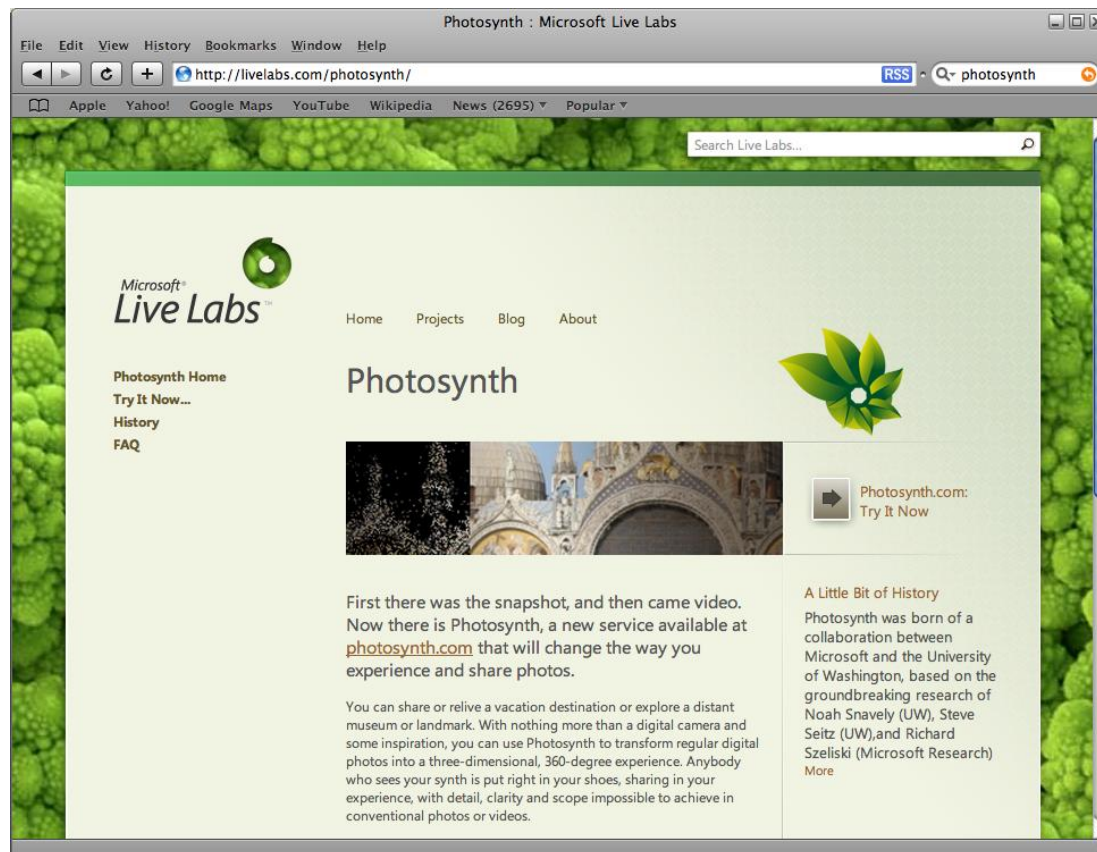 Photosynth : Microsoft Live Labs
File Edit View History Bookmarks Window Help
http://livelabs.com/photosynth/ RSS photosynth
Apple Yahoo! Google Maps YouTube Wikipedia News (2695) Popular
Search Live Labs...
Microsoft®
Live Labs™
Home Projects Blog About
Photosynth Home
Try It Now...
History
FAQ
Photosynth
Photosynth.com:
Try It Now
First there was the snapshot, and then came video.
Now there is Photosynth, a new service available at
photosynth.com that will change the way you
experience and share photos.
You can share or relive a vacation destination or explore a distant
museum or landmark. With nothing more than a digital camera and
some inspiration, you can use Photosynth to transform regular digital
photos into a three-dimensional, 360-degree experience. Anybody
who sees your synth is put right in your shoes, sharing in your
experience, with detail, clarity and scope impossible to achieve in
conventional photos or videos.
A Little Bit of History
Photosynth was born of a
collaboration between
Microsoft and the University
of Washington, based on the
groundbreaking research of
Noah Snavely (UW), Steve
Seitz (UW),and Richard
Szeliski (Microsoft Research)
More